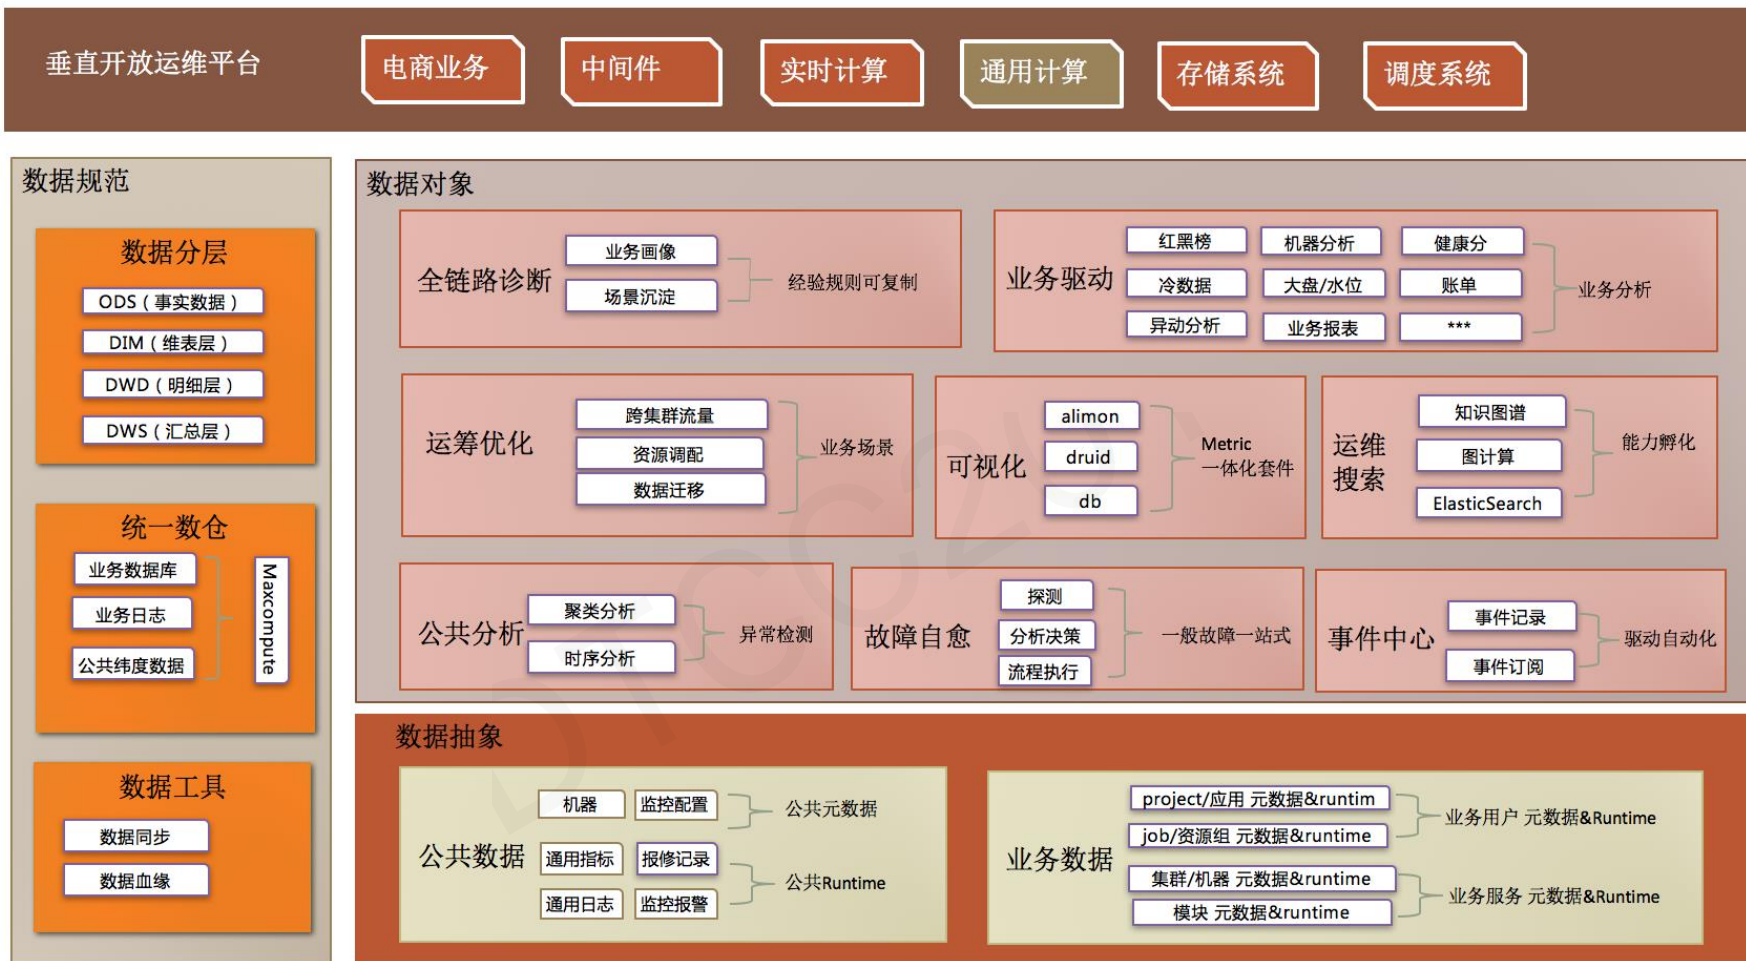 垂直开放运维平台
电商业务
中间件
实时计算
通用计算
存储系统
调度系统
数据规范
数据分层
ODS（事实数据）
DIM（维表层）
DWD（明细层）
DWS（汇总层）
统一数仓
业务数据库
业务日志
公共纬度数据
Maxcompute
数据工具
数据同步
数据血缘
数据对象
全链路诊断
业务画像
场景沉淀
经验规则可复制
业务驱动
红黑榜
机器分析
健康分
冷数据
大盘/水位
账单
异动分析
业务报表
***
业务分析
运筹优化
跨集群流量
资源调配
数据迁移
业务场景
可视化
alimon
druid
db
Metric
一体化套件
运维
搜索
知识图谱
图计算
ElasticSearch
能力孵化
公共分析
聚类分析
时序分析
异常检测
故障自愈
探测
分析决策
流程执行
一般故障一站式
事件中心
事件记录
事件订阅
驱动自动化
数据抽象
公共数据
机器
监控配置
公共元数据
通用指标
报修记录
通用日志
监控报警
公共Runtime
业务数据
project/应用 元数据&runtim
job/资源组 元数据&runtime
业务用户 元数据&Runtime
集群/机器 元数据&runtime
模块 元数据&runtime
业务服务 元数据&Runtime